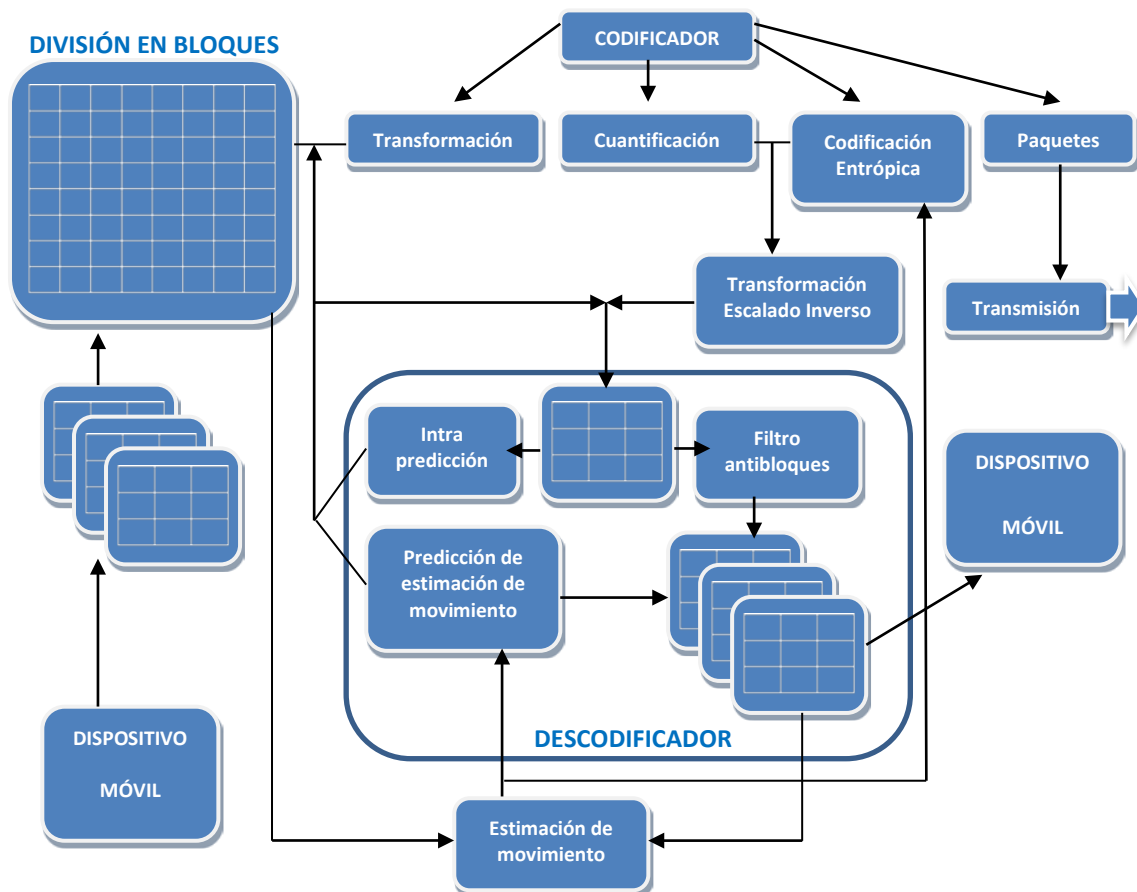 CODIFICADOR
DIVISIÓN EN BLOQUES
Transformación
Cuantificación
Codificación
Entrópica
Paquetes
Transformación
Escalado Inverso
Transmisión
Intra
predicción
Filtro
antibloques
DISPOSITIVO
MÓVIL
Predicción de
estimación de
movimiento
DISPOSITIVO
MÓVIL
DESCODIFICADOR
Estimación de
movimiento